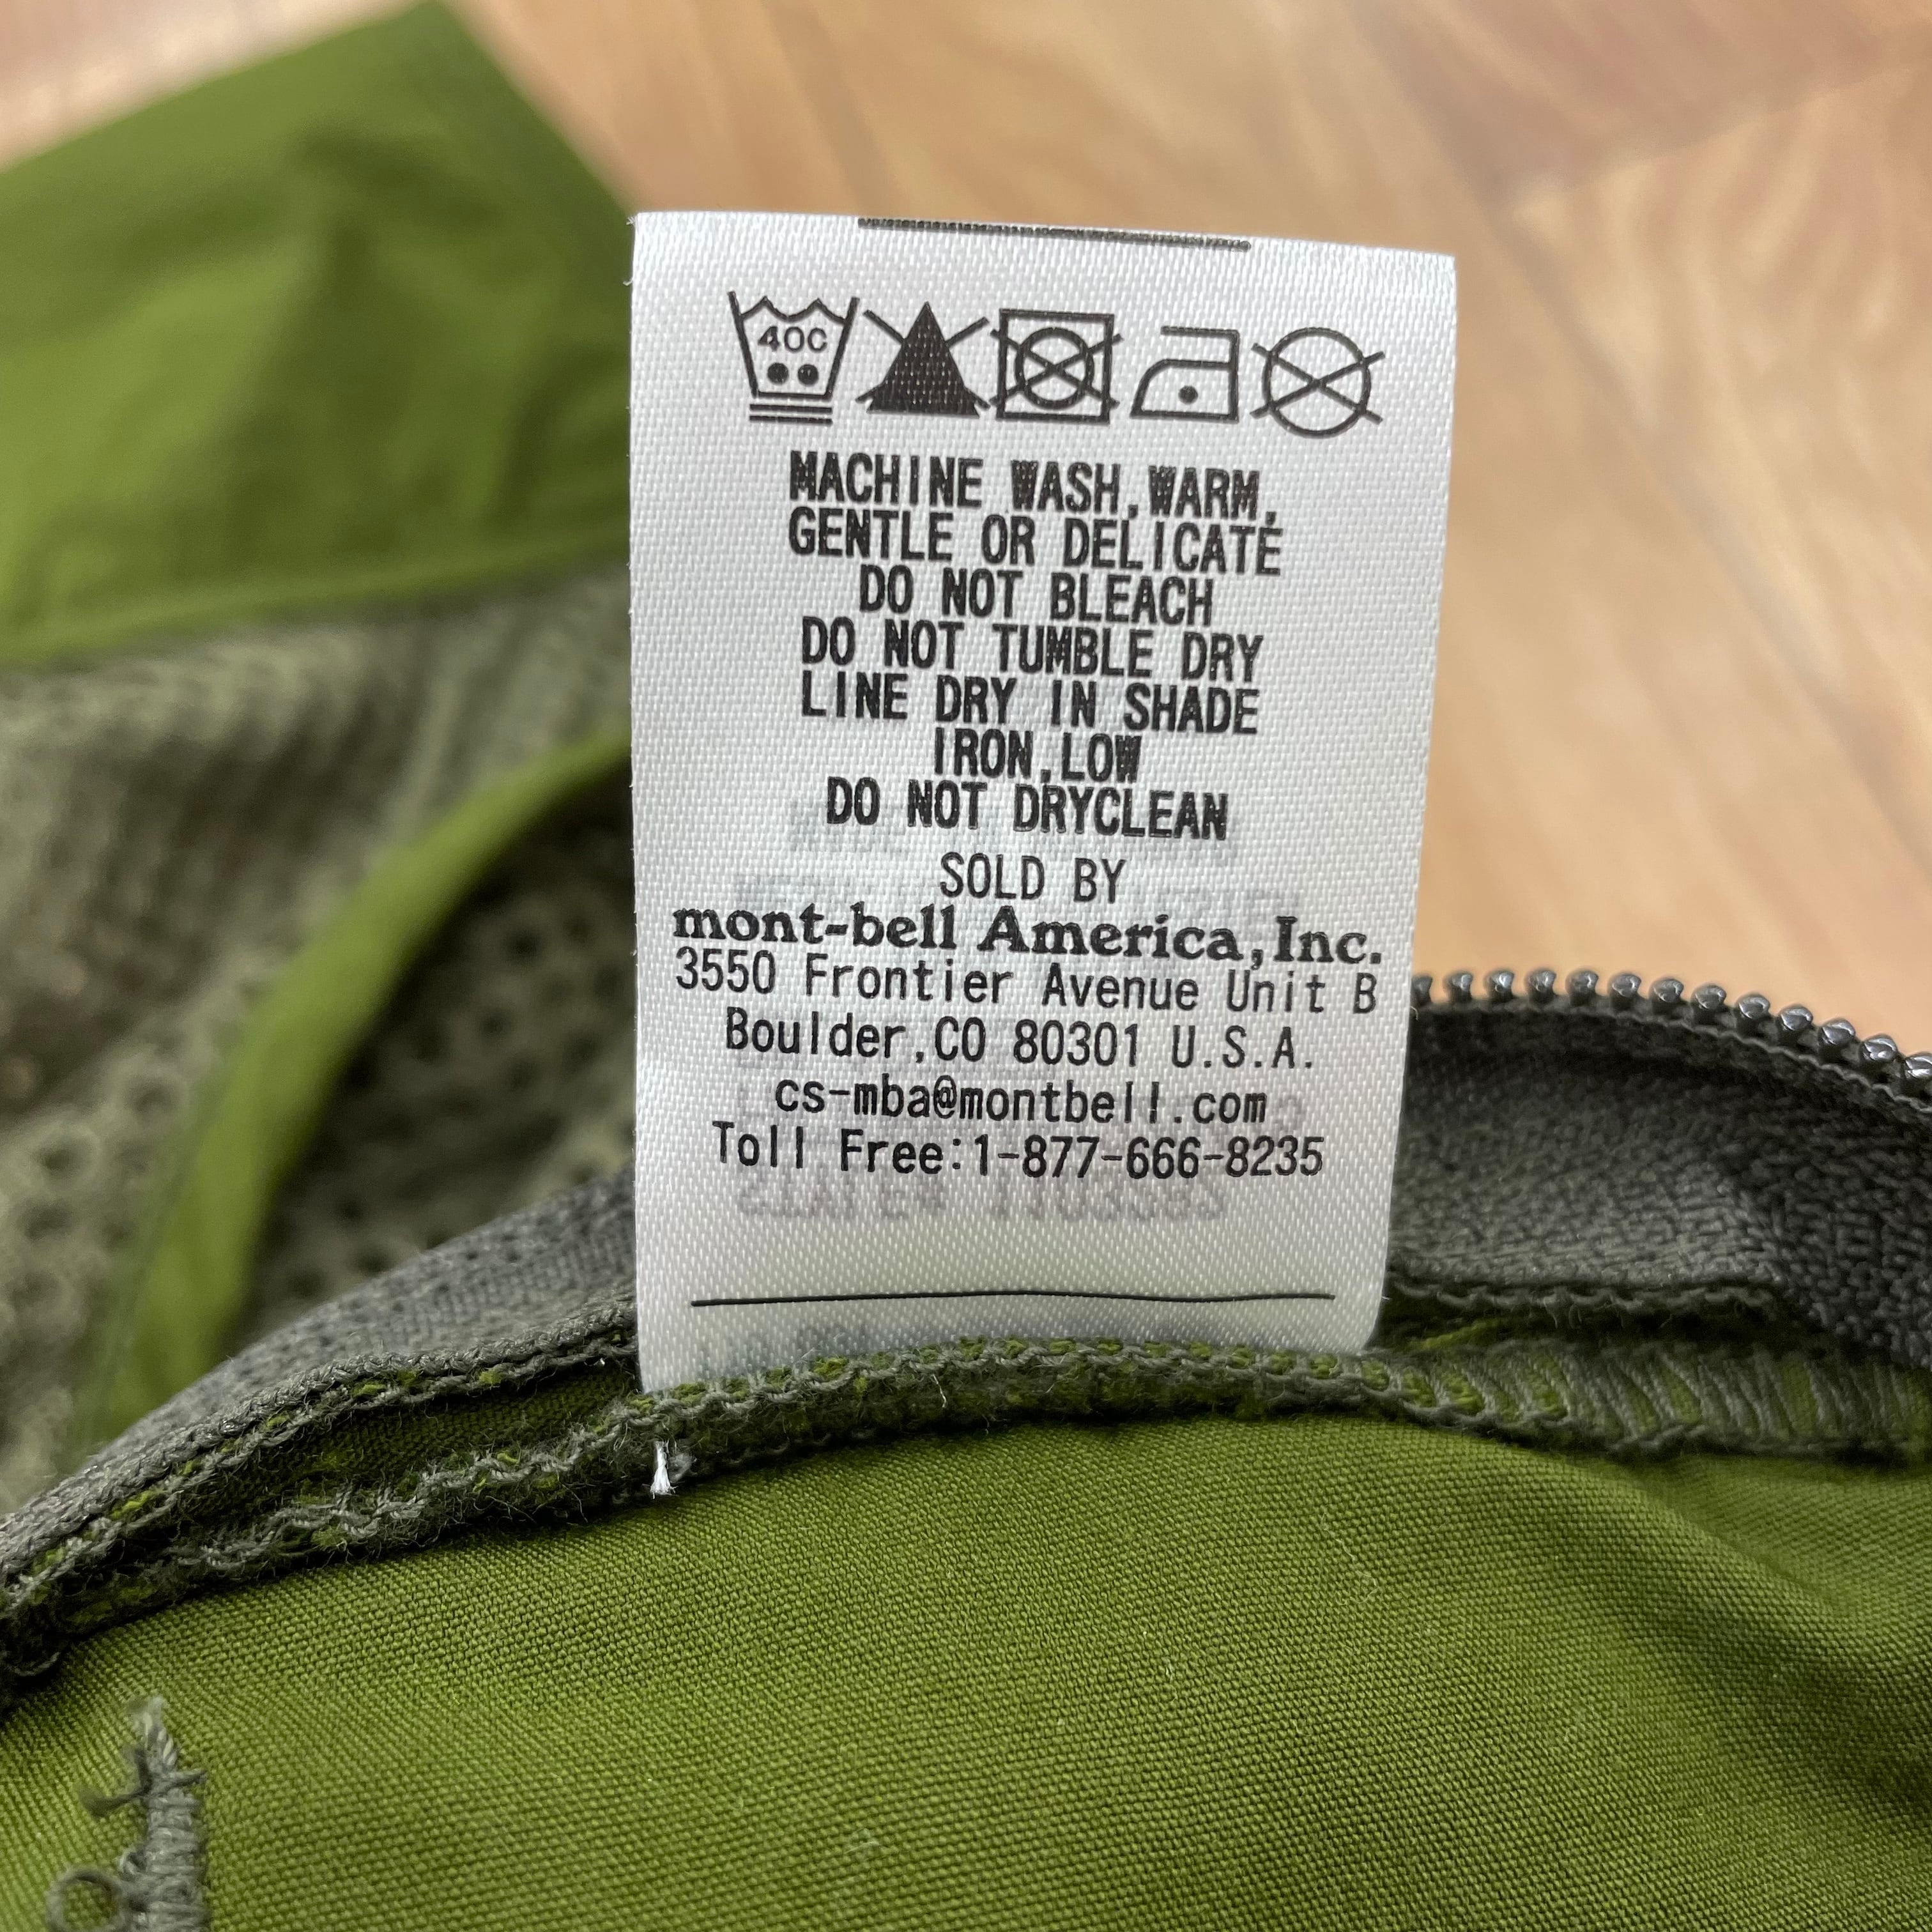 40C
MACHINE WASH,WARM,
GENTLE OR DELICATE
DO NOT BLEACH
DO NOT TUMBLE DRY
LINE DRY IN SHADE
IRON,LOW
DO NOT DRYCLEAN
SOLD BY
mont-bell America,Inc.
3550 Frontier Avenue Unit B
Boulder,CO 80301 U.S.A.
cs-mba@montbell.com
Toll Free:1-877-666-8235